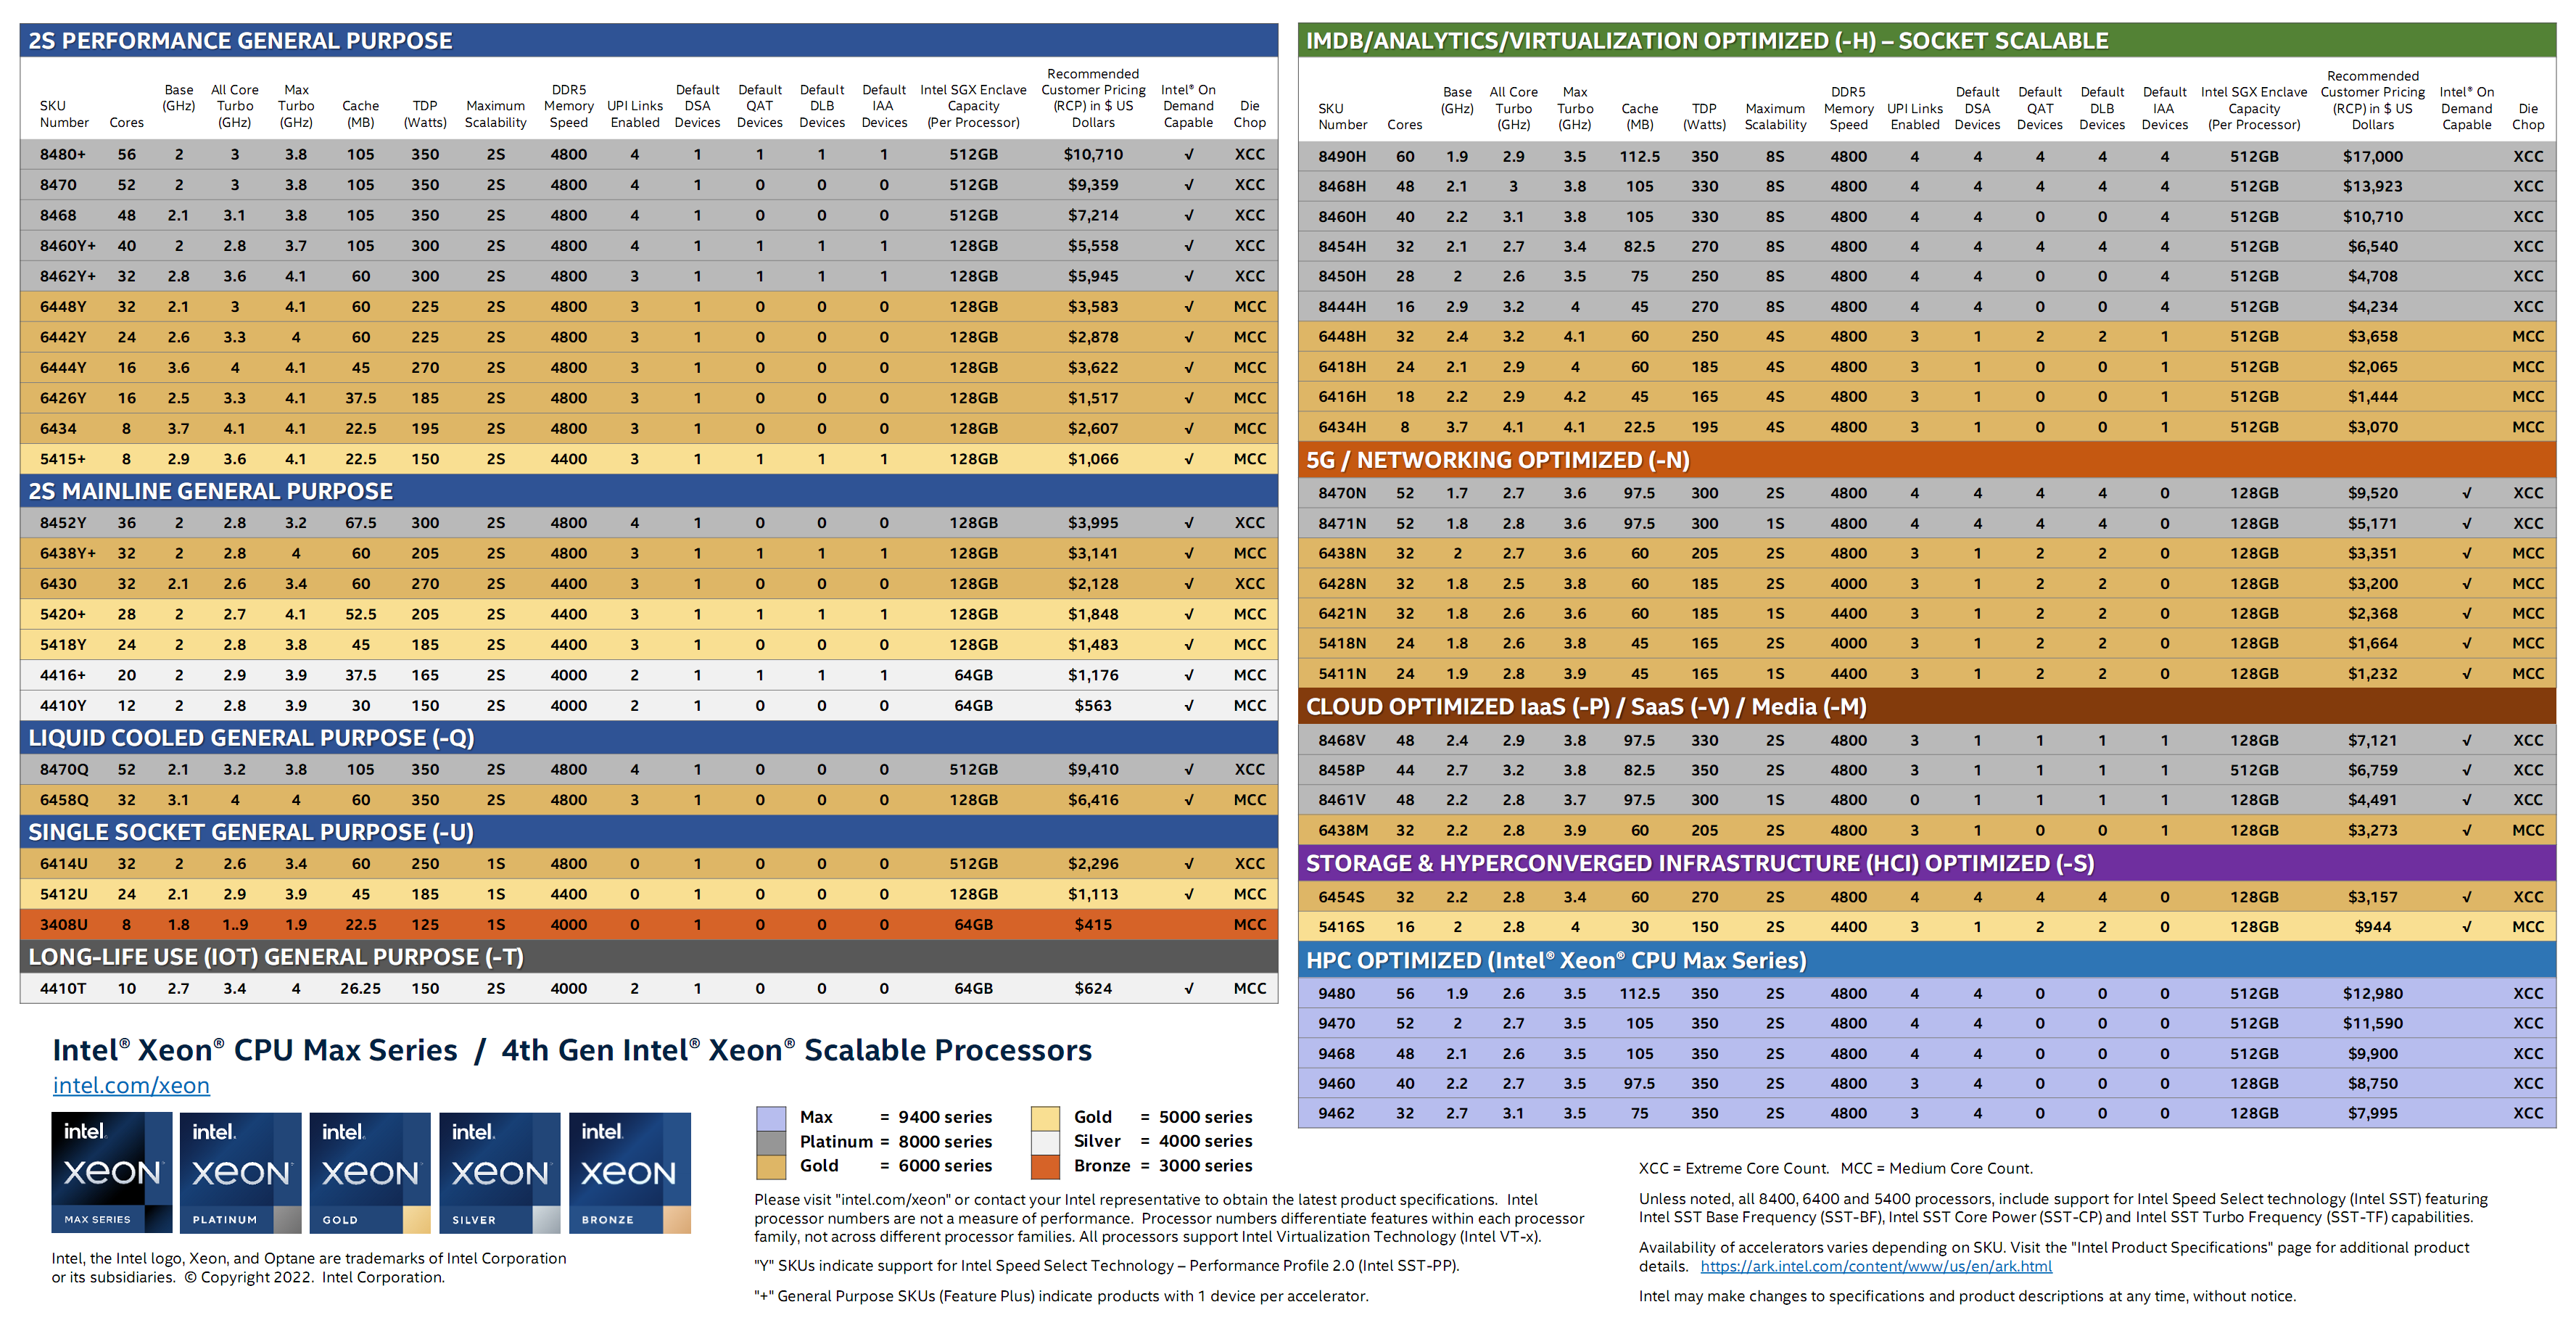 2S PERFORMANCE GENERAL PURPOSE
SKU Number Cores Base (GHz) All Core Turbo (GHz) Max Turbo (GHz) Cache (MB) TDP (Watts) Maximum Scalability DDR5 Memory Speed UPI Links Enabled Default DSA Devices Default QAT Devices Default DLB Devices Default IAA Devices Intel SGX Enclave Capacity (Per Processor) Recommended Customer Pricing (RCP) in $ US Dollars Intel® On Demand Capable Die Chop
8480+ 56 2 3 3.8 105 350 2S 4800 4 1 1 1 1 512GB $10,710 √ XCC
8470 52 2 3 3.8 105 350 2S 4800 4 1 0 0 0 512GB $9,359 √ XCC
8468 48 2.1 3.1 3.8 105 350 2S 4800 4 1 0 0 0 512GB $7,214 √ XCC
8460Y+ 40 2 2.8 3.7 105 300 2S 4800 4 1 1 1 1 128GB $5,558 √ XCC
8462Y+ 32 2.8 3.6 4.1 60 300 2S 4800 3 1 1 1 1 128GB $5,945 √ XCC
6448Y 32 2.1 3 4.1 60 225 2S 4800 3 1 0 0 0 128GB $3,583 √ MCC
6442Y 24 2.6 3.3 4 60 225 2S 4800 3 1 0 0 0 128GB $2,878 √ MCC
6444Y 16 3.6 4 4.1 45 270 2S 4800 3 1 0 0 0 128GB $3,622 √ MCC
6426Y 16 2.5 3.3 4.1 37.5 185 2S 4800 3 1 0 0 0 128GB $1,517 √ MCC
6434 8 3.7 4.1 4.1 22.5 195 2S 4800 3 1 0 0 0 128GB $2,607 √ MCC
5415+ 8 2.9 3.6 4.1 22.5 150 2S 4400 3 1 1 1 1 128GB $1,066 √ MCC
2S MAINLINE GENERAL PURPOSE
8452Y 36 2 2.8 3.2 67.5 300 2S 4800 4 1 0 0 0 128GB $3,995 √ XCC
6438Y+ 32 2 2.8 4 60 205 2S 4800 3 1 1 1 1 128GB $3,141 √ MCC
6430 32 2.1 2.6 3.4 60 270 2S 4400 3 1 0 0 0 128GB $2,128 √ XCC
5420+ 28 2 2.7 4.1 52.5 205 2S 4400 3 1 1 1 1 128GB $1,848 √ MCC
5418Y 24 2 2.8 3.8 45 185 2S 4400 3 1 0 0 0 128GB $1,483 √ MCC
4416+ 20 2 2.9 3.9 37.5 165 2S 4000 2 1 1 1 1 64GB $1,176 √ MCC
4410Y 12 2 2.8 3.9 30 150 2S 4000 2 1 0 0 0 64GB $563 √ MCC
LIQUID COOLED GENERAL PURPOSE (-Q)
8470Q 52 2.1 3.2 3.8 105 350 2S 4800 4 1 0 0 0 512GB $9,410 √ XCC
6458Q 32 3.1 4 4 60 350 2S 4800 3 1 0 0 0 128GB $6,416 √ MCC
SINGLE SOCKET GENERAL PURPOSE (-U)
6414U 32 2 2.6 3.4 60 250 1S 4800 0 1 0 0 0 512GB $2,296 √ XCC
5412U 24 2.1 2.9 3.9 45 185 1S 4400 0 1 0 0 0 128GB $1,113 √ MCC
3408U 8 1.8 1..9 1.9 22.5 125 1S 4000 0 1 0 0 0 64GB $415 MCC
LONG-LIFE USE (IOT) GENERAL PURPOSE (-T)
4410T 10 2.7 3.4 4 26.25 150 2S 4000 2 1 0 0 0 64GB $624 √ MCC
IMDB/ANALYTICS/VIRTUALIZATION OPTIMIZED (-H) – SOCKET SCALABLE
SKU Number Cores Base (GHz) All Core Turbo (GHz) Max Turbo (GHz) Cache (MB) TDP (Watts) Maximum Scalability DDR5 Memory Speed UPI Links Enabled Default DSA Devices Default QAT Devices Default DLB Devices Default IAA Devices Intel SGX Enclave Capacity (Per Processor) Recommended Customer Pricing (RCP) in $ US Dollars Intel® On Demand Capable Die Chop
8490H 60 1.9 2.9 3.5 112.5 350 8S 4800 4 4 4 4 4 512GB $17,000 XCC
8468H 48 2.1 3 3.8 105 330 8S 4800 4 4 4 4 4 512GB $13,923 XCC
8460H 40 2.2 3.1 3.8 105 330 8S 4800 4 4 0 0 4 512GB $10,710 XCC
8454H 32 2.1 2.7 3.4 82.5 270 8S 4800 4 4 4 4 4 512GB $6,540 XCC
8450H 28 2 2.6 3.5 75 250 8S 4800 4 4 0 0 4 512GB $4,708 XCC
8444H 16 2.9 3.2 4 45 270 8S 4800 4 4 0 0 4 512GB $4,234 XCC
6448H 32 2.4 3.2 4.1 60 250 4S 4800 3 1 2 2 1 512GB $3,658 MCC
6418H 24 2.1 2.9 4 60 185 4S 4800 3 1 0 0 1 512GB $2,065 MCC
6416H 18 2.2 2.9 4.2 45 165 4S 4800 3 1 0 0 1 512GB $1,444 MCC
6434H 8 3.7 4.1 4.1 22.5 195 4S 4800 3 1 0 0 1 512GB $3,070 MCC
5G / NETWORKING OPTIMIZED (-N)
8470N 52 1.7 2.7 3.6 97.5 300 2S 4800 4 4 4 4 0 128GB $9,520 √ XCC
8471N 52 1.8 2.8 3.6 97.5 300 1S 4800 4 4 4 4 0 128GB $5,171 √ XCC
6438N 32 2 2.7 3.6 60 205 2S 4800 3 1 2 2 0 128GB $3,351 √ MCC
6428N 32 1.8 2.5 3.8 60 185 2S 4000 3 1 2 2 0 128GB $3,200 √ MCC
6421N 32 1.8 2.6 3.6 60 185 1S 4400 3 1 2 2 0 128GB $2,368 √ MCC
5418N 24 1.8 2.6 3.8 45 165 2S 4000 3 1 2 2 0 128GB $1,664 √ MCC
5411N 24 1.9 2.8 3.9 45 165 1S 4400 3 1 2 2 0 128GB $1,232 √ MCC
CLOUD OPTIMIZED IaaS (-P) / SaaS (-V) / Media (-M)
8468V 48 2.4 2.9 3.8 97.5 330 2S 4800 3 1 1 1 1 128GB $7,121 √ XCC
8458P 44 2.7 3.2 3.8 82.5 350 2S 4800 3 1 1 1 1 512GB $6,759 √ XCC
8461V 48 2.2 2.8 3.7 97.5 300 1S 4800 0 1 1 1 1 128GB $4,491 √ XCC
6438M 32 2.2 2.8 3.9 60 205 2S 4800 3 1 0 0 1 128GB $3,273 √ MCC
STORAGE & HYPERCONVERGED INFRASTRUCTURE (HCI) OPTIMIZED (-S)
6454S 32 2.2 2.8 3.4 60 270 2S 4800 4 4 4 4 0 128GB $3,157 √ XCC
5416S 16 2 2.8 4 30 150 2S 4400 3 1 2 2 0 128GB $944 √ MCC
HPC OPTIMIZED (Intel® Xeon® CPU Max Series)
9480 56 1.9 2.6 3.5 112.5 350 2S 4800 4 4 0 0 0 512GB $12,980 XCC
9470 52 2 2.7 3.5 105 350 2S 4800 4 4 0 0 0 512GB $11,590 XCC
9468 48 2.1 2.6 3.5 105 350 2S 4800 4 4 0 0 0 512GB $9,900 XCC
9460 40 2.2 2.7 3.5 97.5 350 2S 4800 3 4 0 0 0 128GB $8,750 XCC
9462 32 2.7 3.1 3.5 75 350 2S 4800 3 4 0 0 0 128GB $7,995 XCC
Intel® Xeon® CPU Max Series / 4th Gen Intel® Xeon® Scalable Processors
intel.com/xeon
intel. xeon MAX SERIES
intel. xeon PLATINUM
intel. xeon GOLD
intel. xeon SILVER
intel. xeon BRONZE
Intel, the Intel logo, Xeon, and Optane are trademarks of Intel Corporation
or its subsidiaries. © Copyright 2022. Intel Corporation.
Max = 9400 series
Platinum = 8000 series
Gold = 6000 series
Gold = 5000 series
Silver = 4000 series
Bronze = 3000 series
Please visit "intel.com/xeon" or contact your Intel representative to obtain the latest product specifications. Intel
processor numbers are not a measure of performance. Processor numbers differentiate features within each processor
family, not across different processor families. All processors support Intel Virtualization Technology (Intel VT-x).
"Y" SKUs indicate support for Intel Speed Select Technology – Performance Profile 2.0 (Intel SST-PP).
"+" General Purpose SKUs (Feature Plus) indicate products with 1 device per accelerator.
XCC = Extreme Core Count. MCC = Medium Core Count.
Unless noted, all 8400, 6400 and 5400 processors, include support for Intel Speed Select technology (Intel SST) featuring
Intel SST Base Frequency (SST-BF), Intel SST Core Power (SST-CP) and Intel SST Turbo Frequency (SST-TF) capabilities.
Availability of accelerators varies depending on SKU. Visit the "Intel Product Specifications" page for additional product
details. https://ark.intel.com/content/www/us/en/ark.html
Intel may make changes to specifications and product descriptions at any time, without notice.